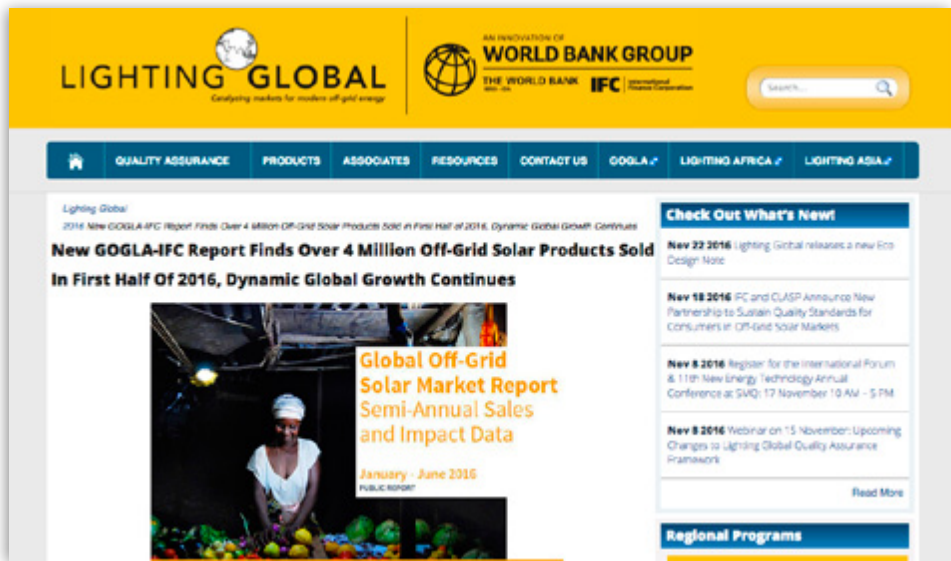 LIGHTING GLOBAL
Catalyzing markets for modern off-grid energy
AN INNOVATION OF
WORLD BANK GROUP
THE WORLD BANK
IFC International
Finance Corporation
Search...
QUALITY ASSURANCE
PRODUCTS
ASSOCIATES
RESOURCES
CONTACT US
GOGLA
LIGHTING AFRICA
LIGHTING ASIA
Lighting Global
2016 New GOGLA-IFC Report Finds Over 4 Million Off-Grid Solar Products Sold in First Half of 2016, Dynamic Global Growth Continues
New GOGLA-IFC Report Finds Over 4 Million Off-Grid Solar Products Sold
In First Half Of 2016, Dynamic Global Growth Continues
Global Off-Grid
Solar Market Report
Semi-Annual Sales
and Impact Data
January - June 2016
PUBLIC REPORT
Check Out What's New!
Nov 22 2016 Lighting Global releases a new Eco
Design Note
Nov 18 2016 IFC and CLASP Announce New
Partnership to Sustain Quality Standards for
Consumers in Off-Grid Solar Markets
Nov 8 2016 Register for the International Forum
& 11th New Energy Technology Annual
Conference at SMQ: 17 November 10 AM – 5 PM
Nov 8 2016 Webinar on 15 November: Upcoming
Changes to Lighting Global Quality Assurance
Framework
Read More
Regional Programs